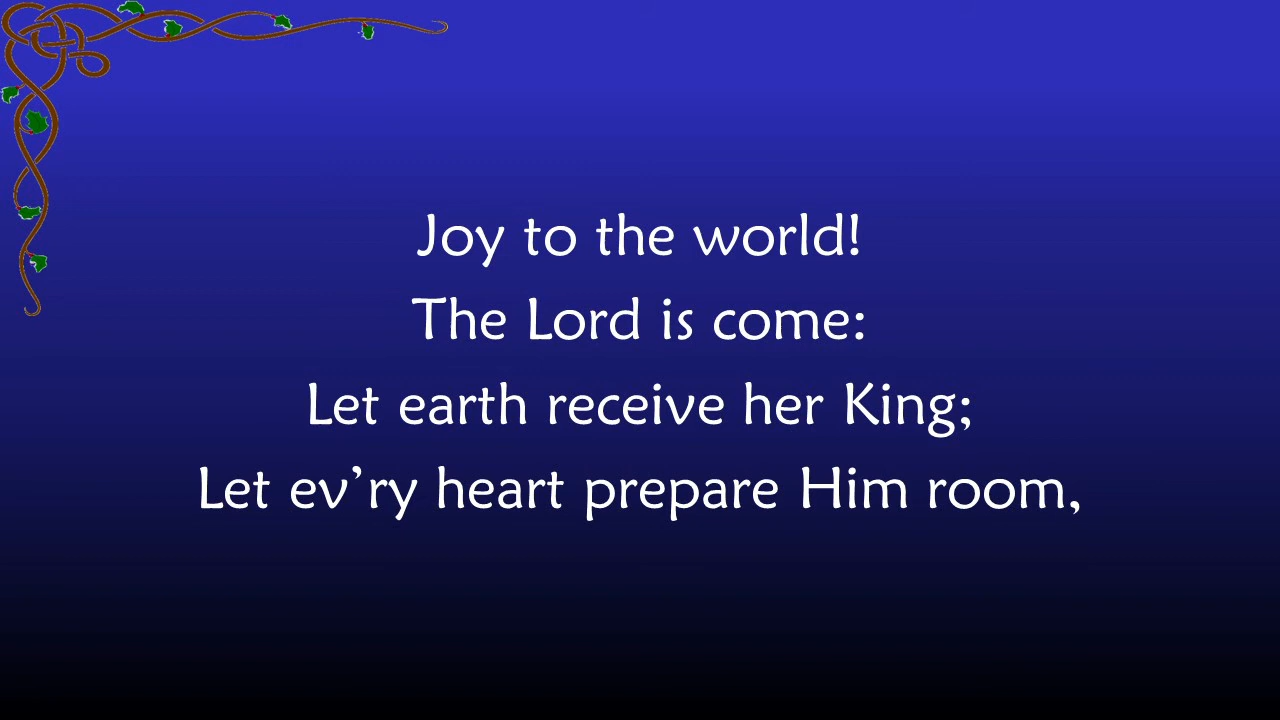 Joy to the world!
The Lord is come:
Let earth receive her King;
Let ev’ry heart prepare Him room,